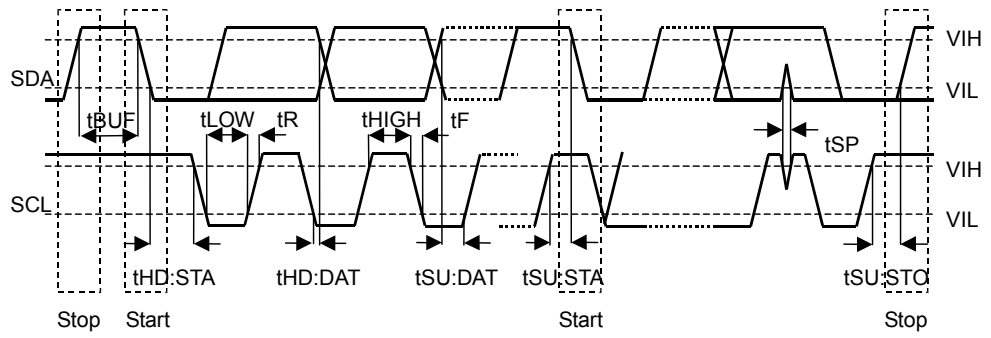 VIH
SDA
VIL
tBUF tLOW tR tHIGH tF
tSP
VIH
SCL
VIL
tHD:STA tHD:DAT tSU:DAT tSU:STA tSU:STO
Stop Start Start Stop